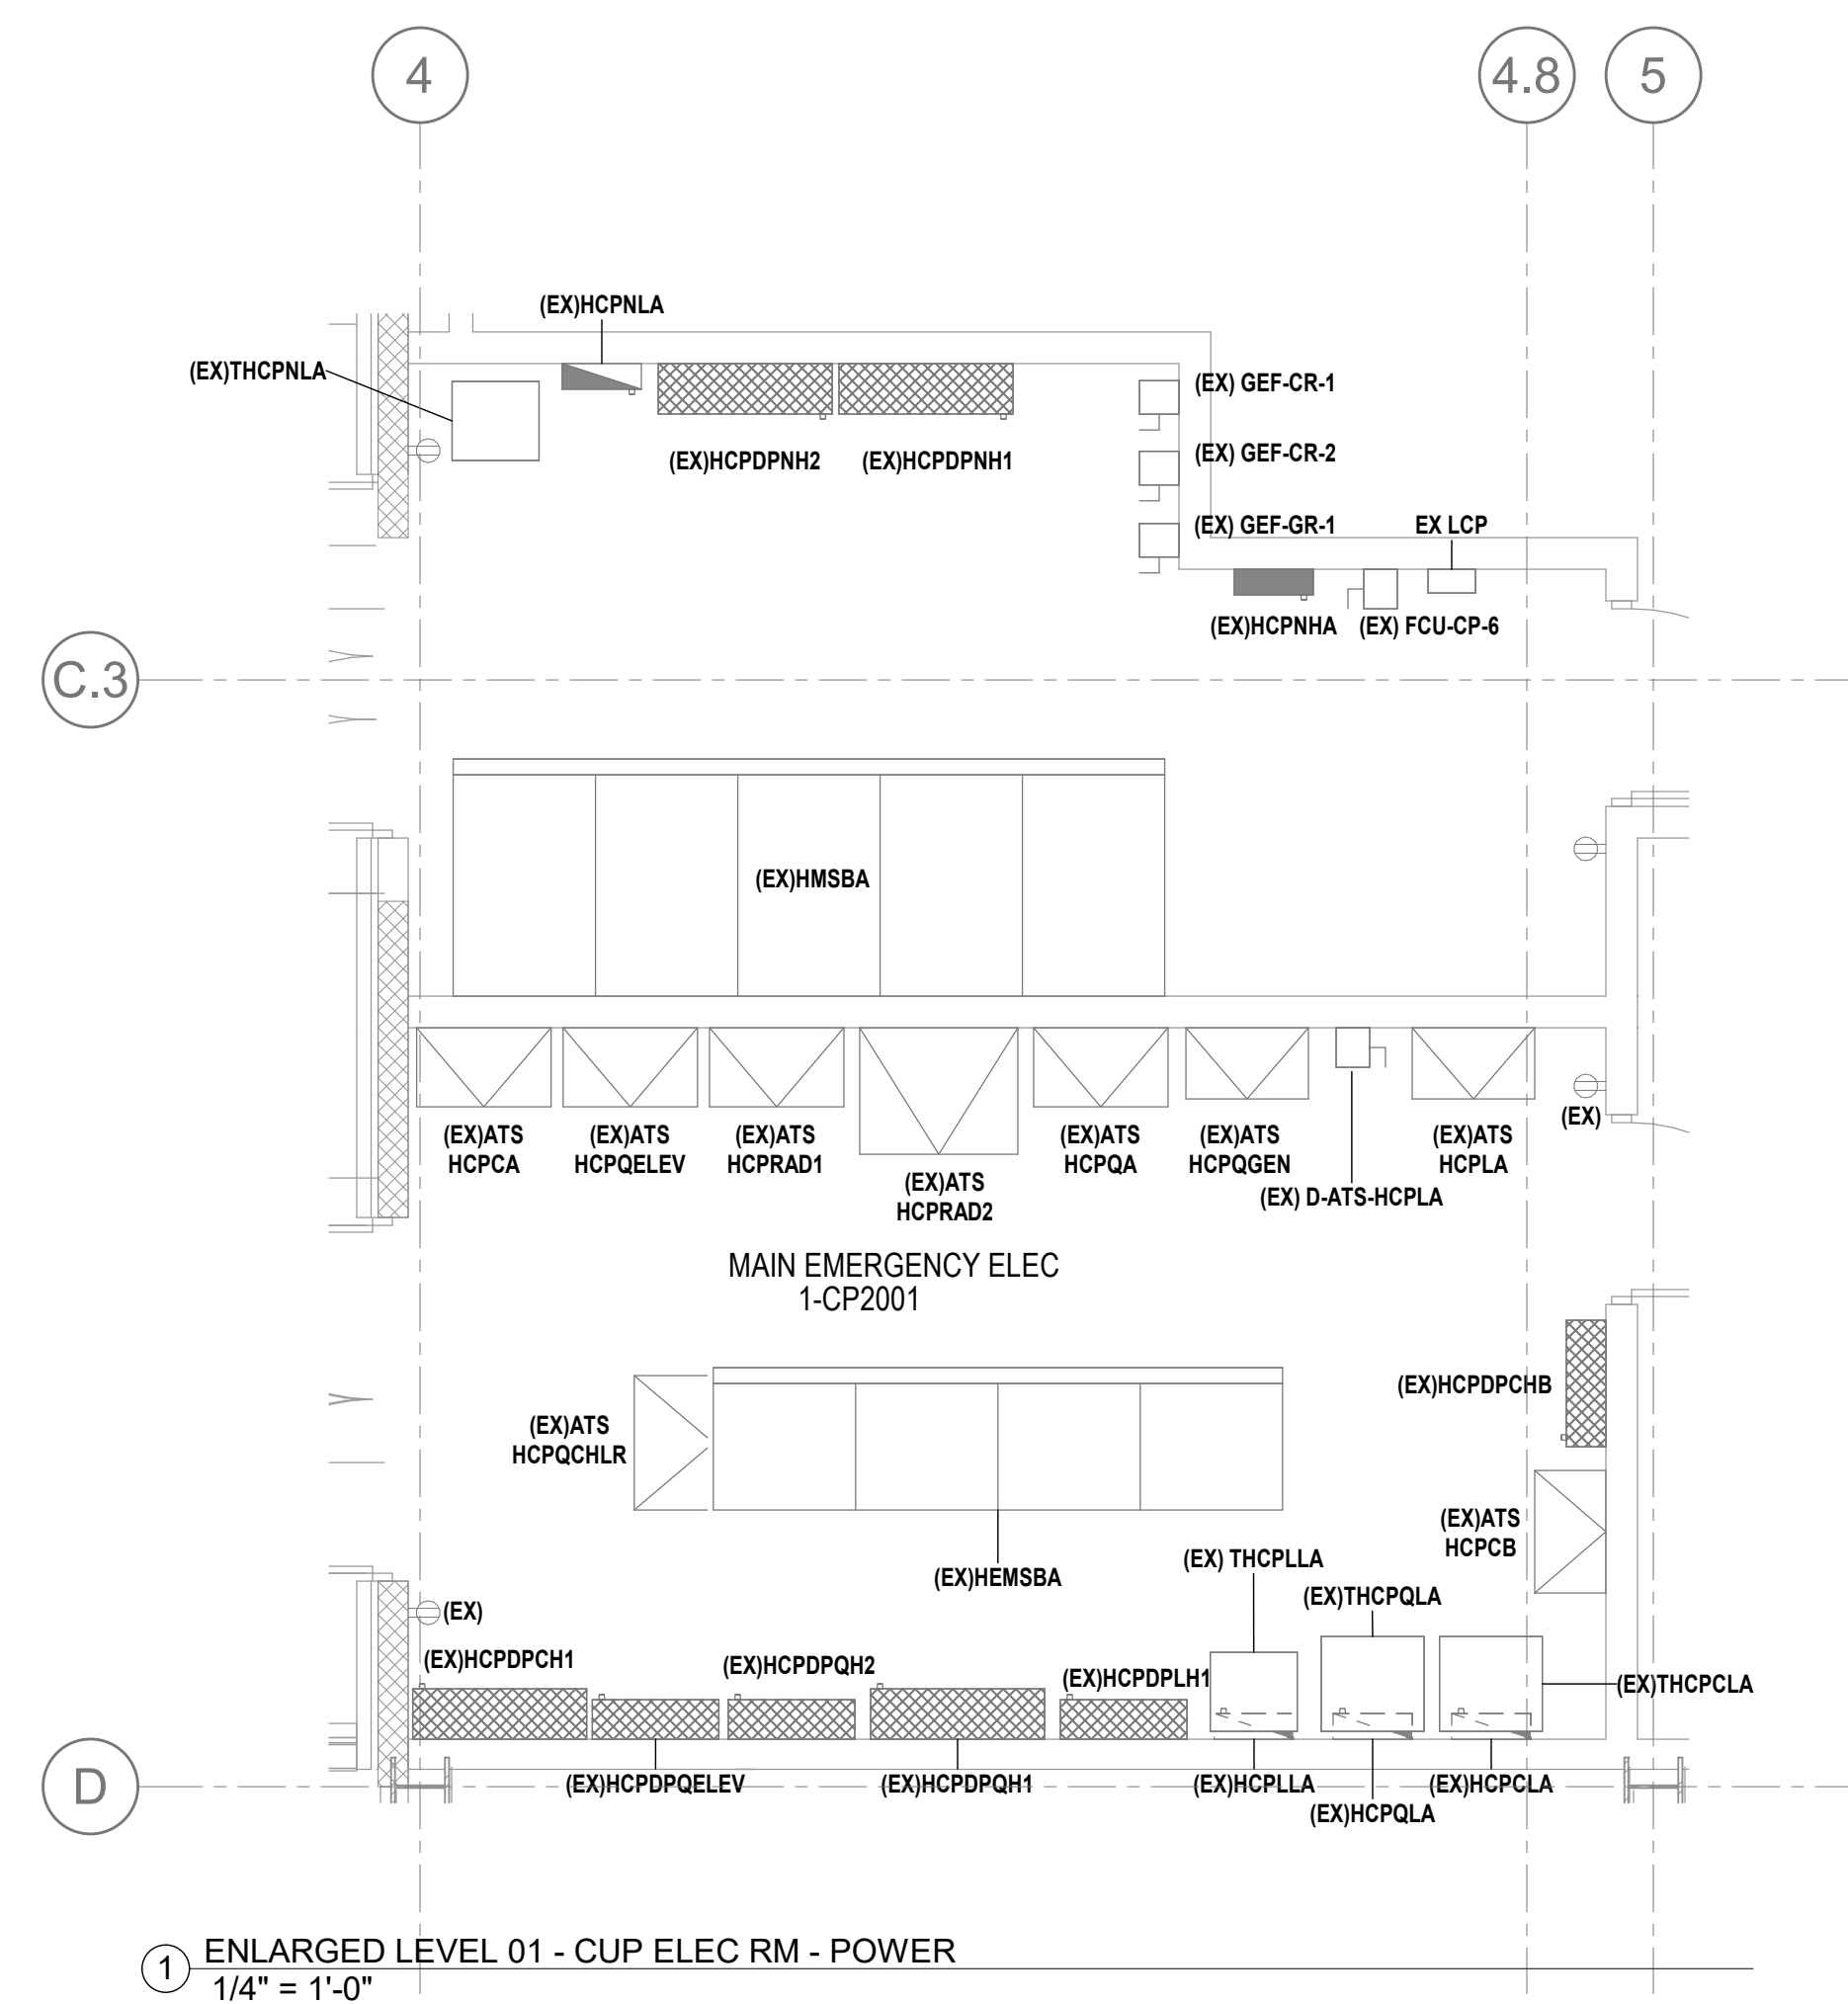 4
4.8
5
(EX)HCPNLA
(EX)THCPNLA
(EX) GEF-CR-1
(EX)HCPDPNH2
(EX)HCPDPNH1
(EX) GEF-CR-2
(EX) GEF-GR-1
EX LCP
(EX)HCPNHA
(EX) FCU-CP-6
C.3
(EX)HMSBA
(EX)ATS
HCPCA
(EX)ATS
HCPQELEV
(EX)ATS
HCPRAD1
(EX)ATS
HCPRAD2
(EX)ATS
HCPQA
(EX)ATS
HCPQGEN
(EX) D-ATS-HCPLA
(EX)ATS
HCPLA
(EX)
MAIN EMERGENCY ELEC
1-CP2001
(EX)HCPDPCHB
(EX)ATS
HCPQCHLR
(EX)ATS
HCPCB
(EX)HEMSBA
(EX) THCPLLA
(EX)THCPQLA
(EX)
(EX)HCPDPCH1
(EX)HCPDPQH2
(EX)HCPDPLH1
(EX)THCPCLA
(EX)HCPDPQELEV
(EX)HCPDPQH1
(EX)HCPLLA
(EX)HCPQLA
(EX)HCPCLA
D
1
ENLARGED LEVEL 01 - CUP ELEC RM - POWER
1/4" = 1'-0"